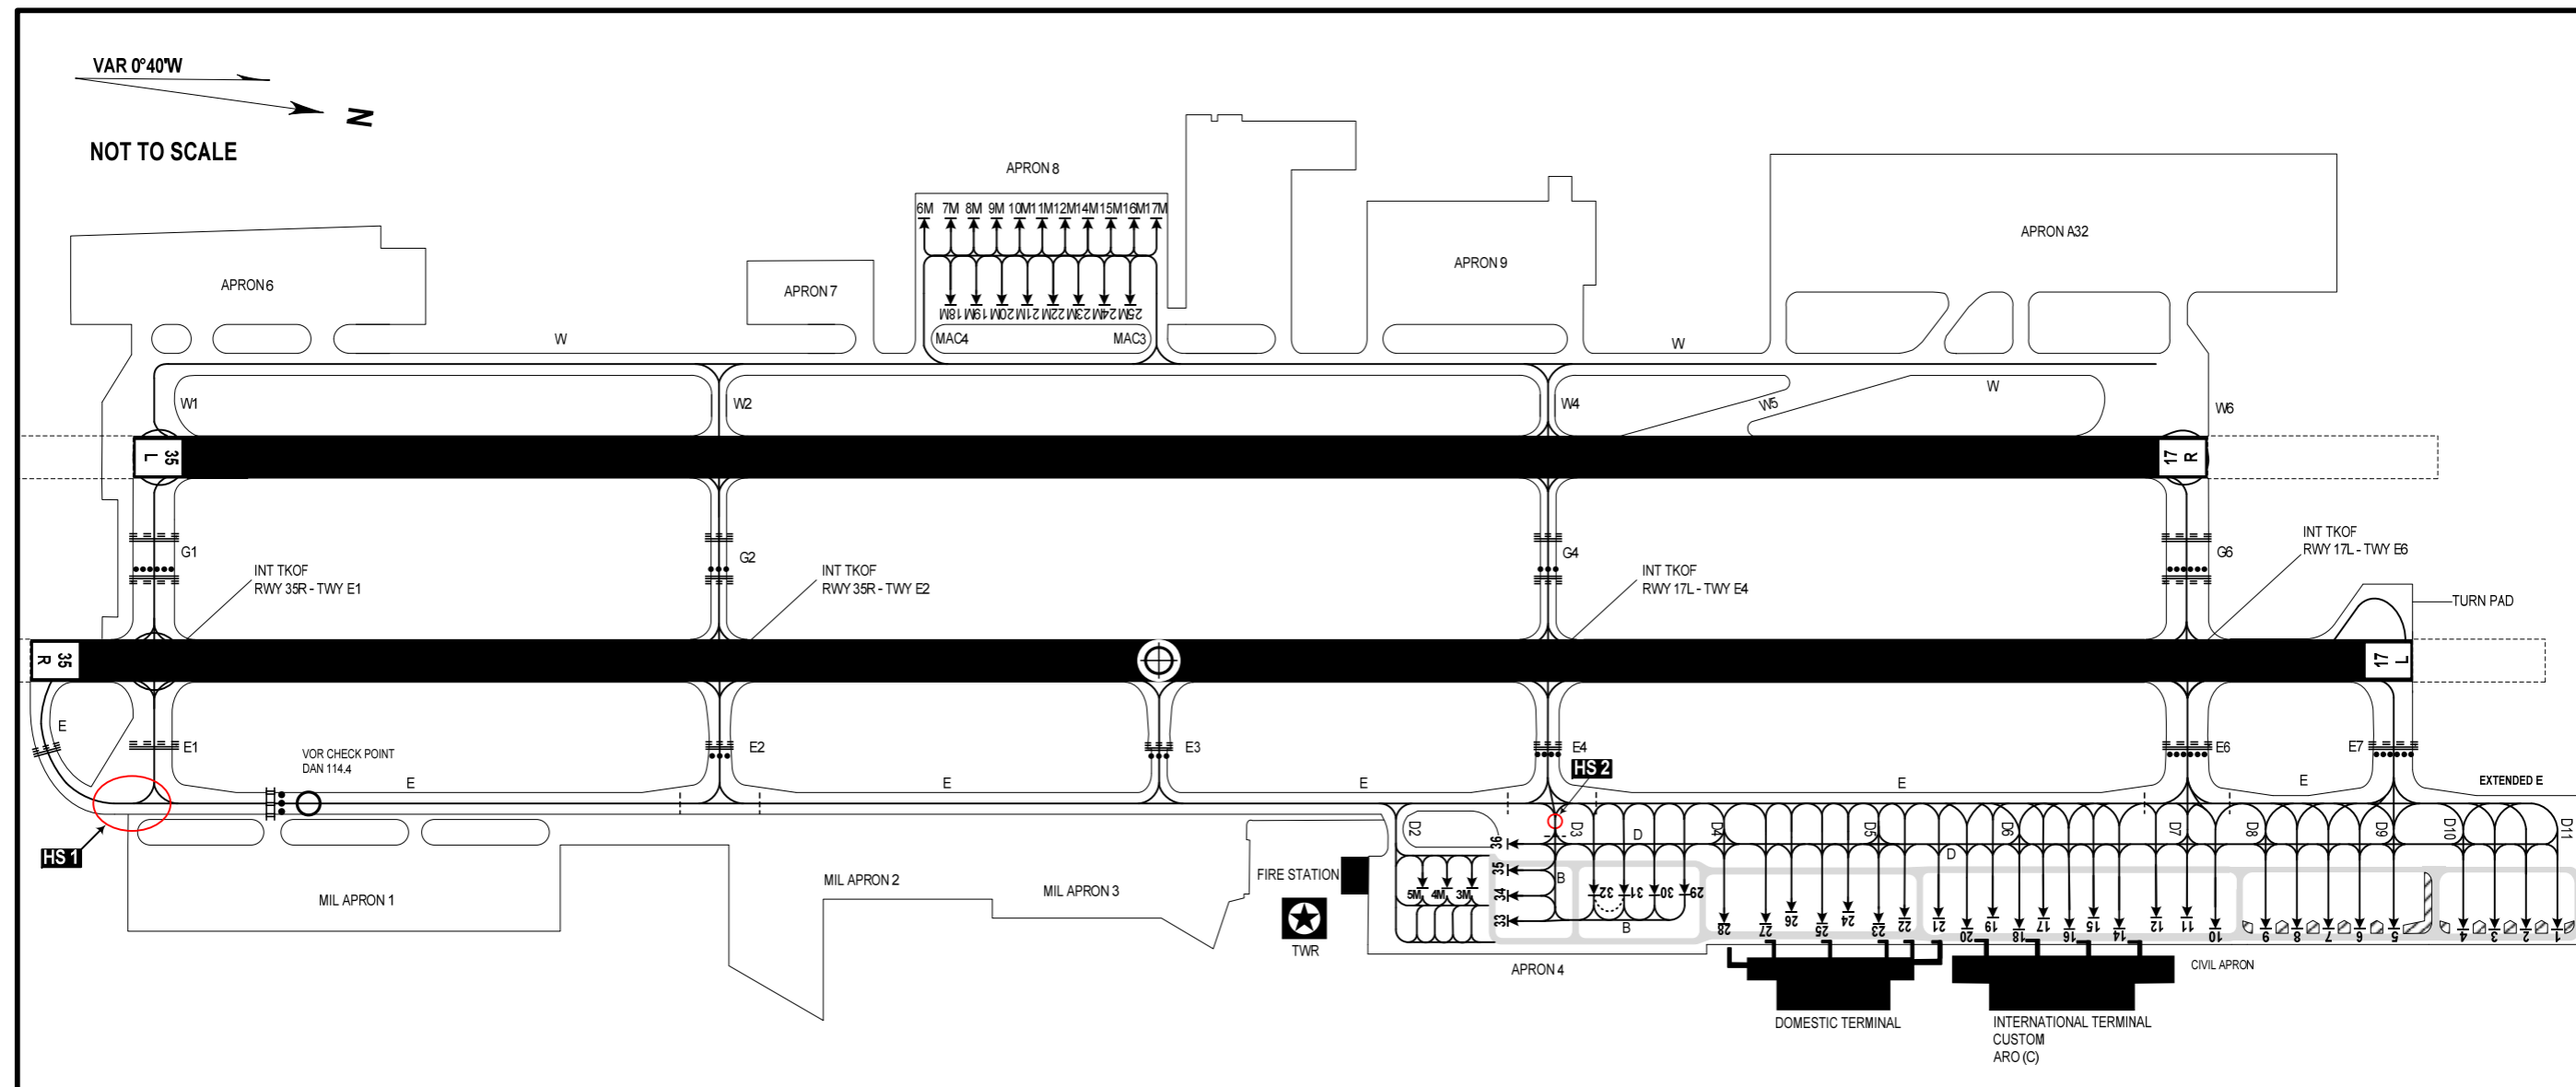 VAR 0°40'W
N
NOT TO SCALE
APRON 8
6M 7M 8M 9M 10M 11M 12M 14M 15M 16M 17M
APRON A32
APRON 9
APRON 6
APRON 7
18M 19M 20M 21M 22M 23M 24M 25M
MAC4 MAC3
W W
W
W1 W2 W4 W5 W6
35 L
17 R
G1 G2 G4 G6
INT TKOF
RWY 35R - TWY E1
INT TKOF
RWY 35R - TWY E2
INT TKOF
RWY 17L - TWY E4
INT TKOF
RWY 17L - TWY E6
TURN PAD
35 R
17 L
E
E1 E2 E3 E4 E6 E7
VOR CHECK POINT
DAN 114.4
HS 2
E E E E E
EXTENDED E
D2 D3 D4 D5 D6 D7 D8 D9 D10 D11
D D
HS 1
36
35
34
33
B
B
5M 4M 3M
32 31 30 29
28 27 26 25 24 23 22 21 20 19 18 17 16 15 14 12 11 10 9 8 7 6 5 4 3 2 1
FIRE STATION
TWR
MIL APRON 1
MIL APRON 2
MIL APRON 3
APRON 4
CIVIL APRON
DOMESTIC TERMINAL
INTERNATIONAL TERMINAL
CUSTOM
ARO (C)